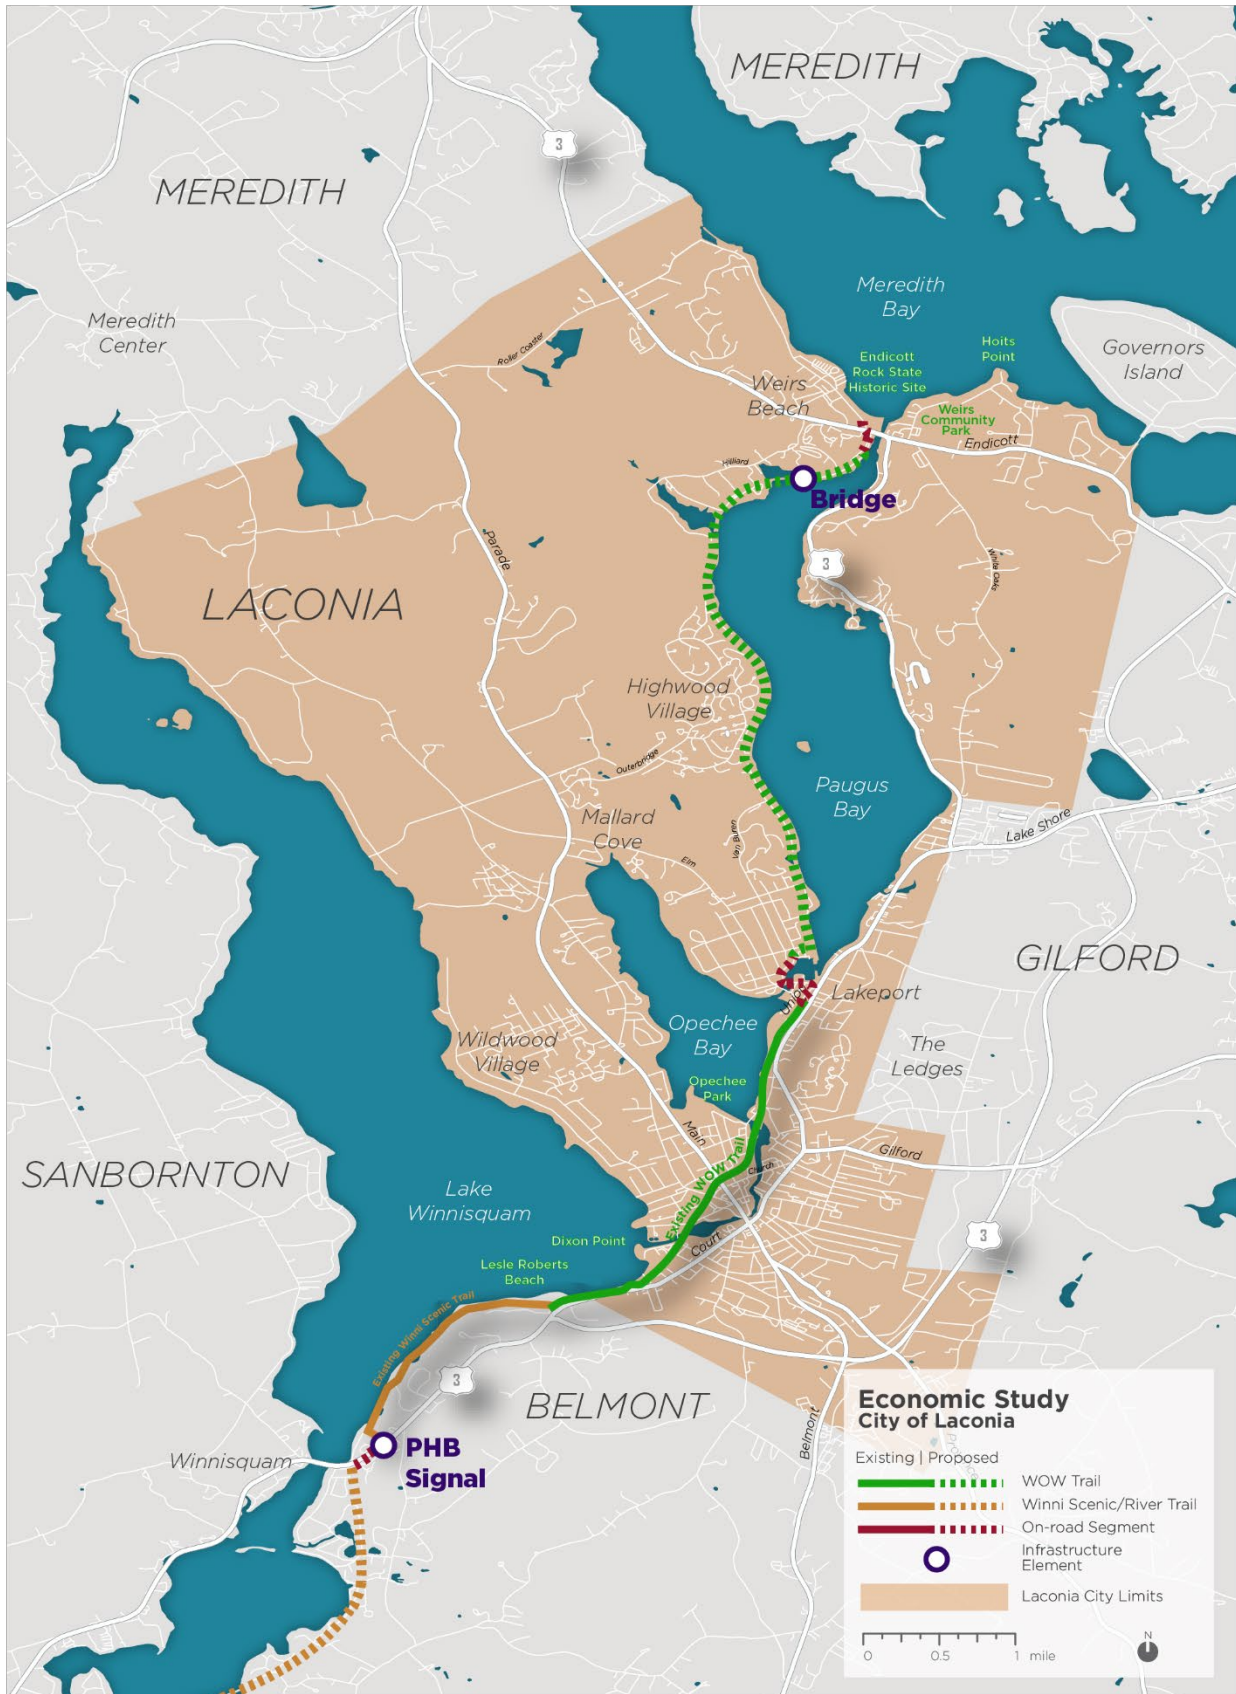 MEREDITH
3
MEREDITH
Meredith
Bay
Meredith
Center
Hoits
Point
Governors
Island
Roller Coaster
Endicott
Rock State
Historic Site
Weirs
Beach
Weirs
Community
Park
Endicott
Hilliard
Bridge
Parade
3
White Oaks
LACONIA
Highwood
Village
Outerbridge
Paugus
Bay
Mallard
Cove
Van Buren
Elm
Lake Shore
GILFORD
Union
Lakeport
Opechee
Bay
Wildwood
Village
The
Ledges
Opechee
Park
Main
Existing WOW Trail
Church
Gilford
SANBORNTON
Lake
Winnisquam
Dixon Point
Court
3
Lesle Roberts
Beach
Existing Winni Scenic Trail
3
BELMONT
Belmont
Winnisquam
PHB
Signal
Economic Study
City of Laconia
Existing | Proposed
WOW Trail
Winni Scenic/River Trail
On-road Segment
Infrastructure
Element
Laconia City Limits
0 0.5 1 mile
N